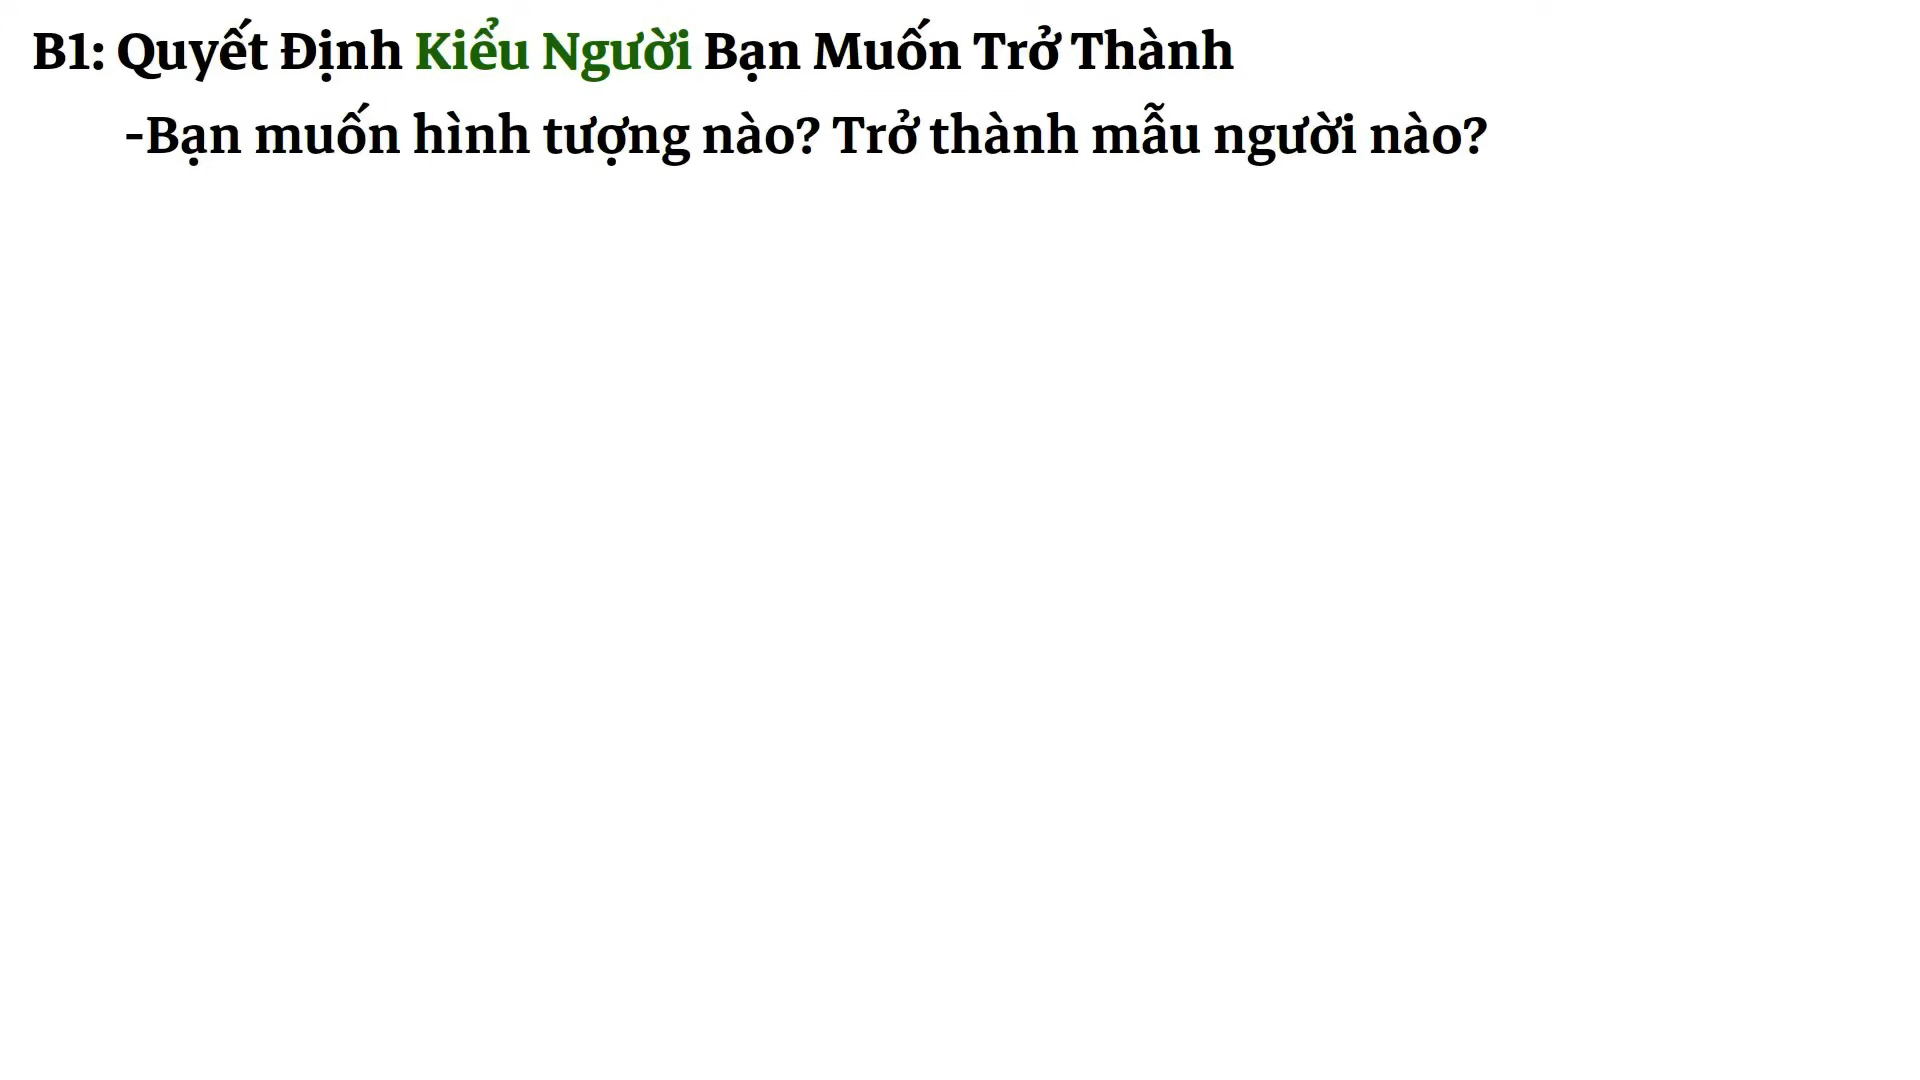 B1: Quyết Định Kiểu Người Bạn Muốn Trở Thành
-Bạn muốn hình tượng nào? Trở thành mẫu người nào?